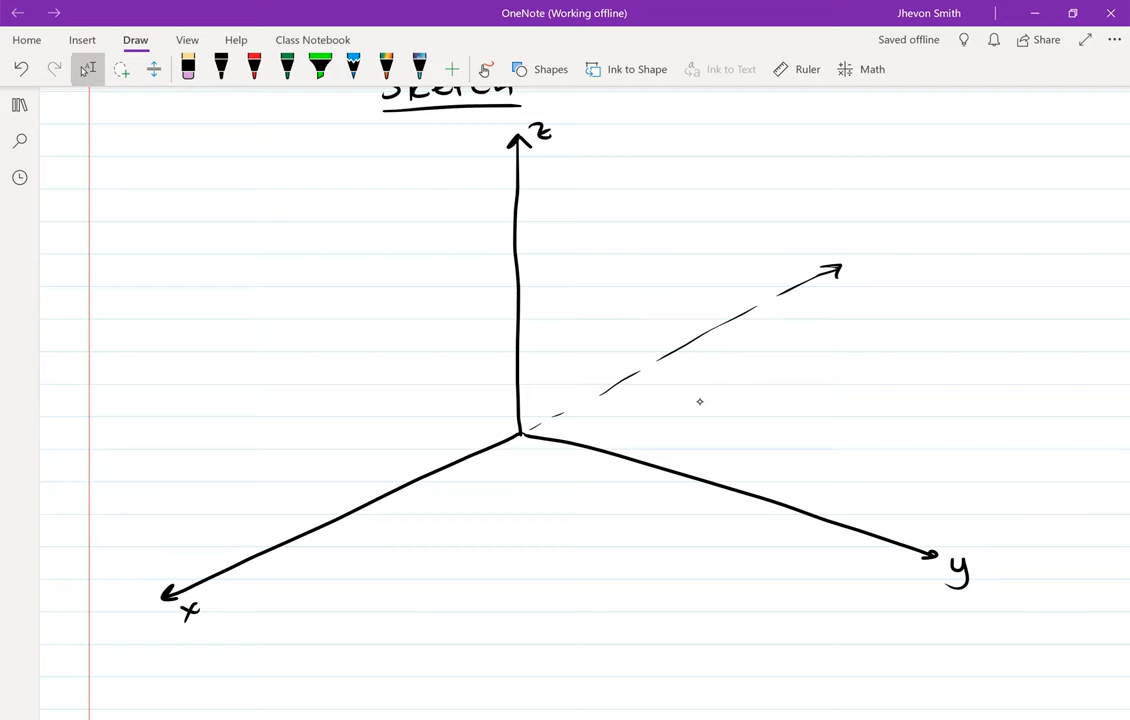 OneNote (Working offline)
Jhevon Smith
Home Insert Draw View Help Class Notebook
Saved offline
Share
Shapes
Ink to Shape
Ink to Text
Ruler
Math
Sketch
z
x
y